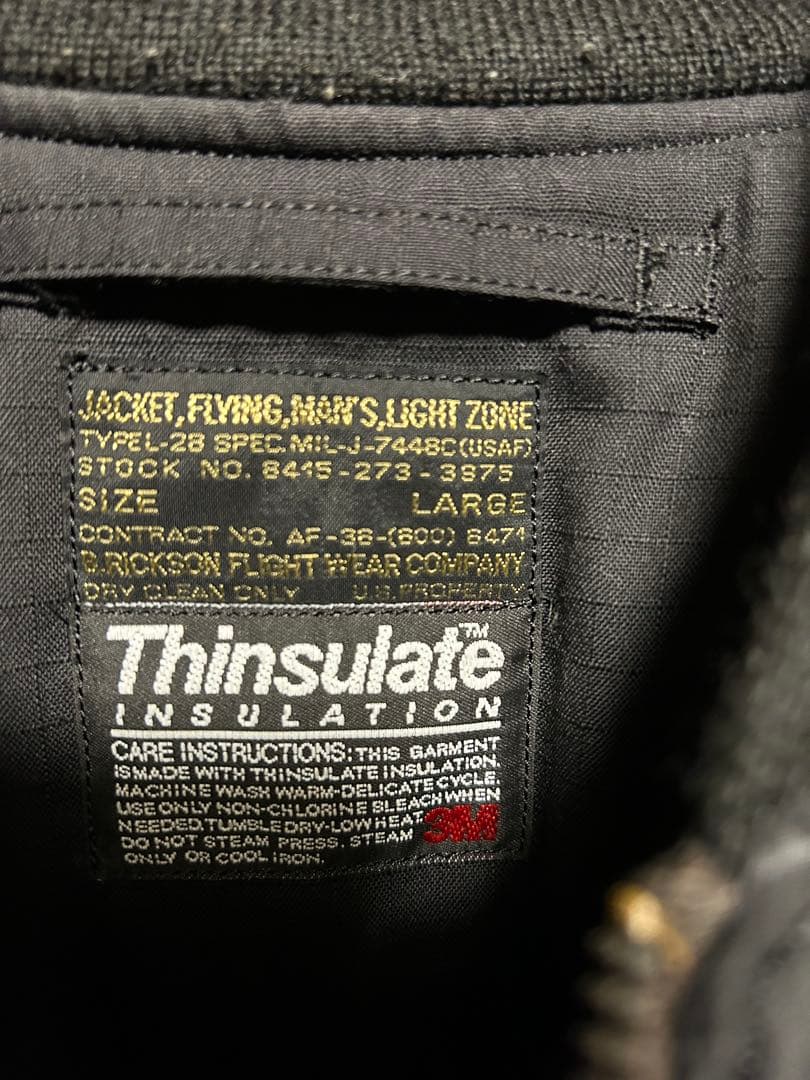 JACKET, FLYING, MAN'S, LIGHT ZONE
TYPE L-2B SPEC. MIL-J-7448C (USAF)
STOCK NO. 8415-273-3975
SIZE LARGE
CONTRACT NO. AF-36-(600) 6471
B.RICKSON FLIGHT WEAR COMPANY
DRY CLEAN ONLY U.S. PROPERTY
Thinsulate™
INSULATION
CARE INSTRUCTIONS: THIS GARMENT
IS MADE WITH THINSULATE INSULATION.
MACHINE WASH WARM-DELICATE CYCLE.
USE ONLY NON-CHLORINE BLEACH WHEN
NEEDED TUMBLE DRY-LOW HEAT.
DO NOT STEAM PRESS. STEAM
ONLY OR COOL IRON.
3M